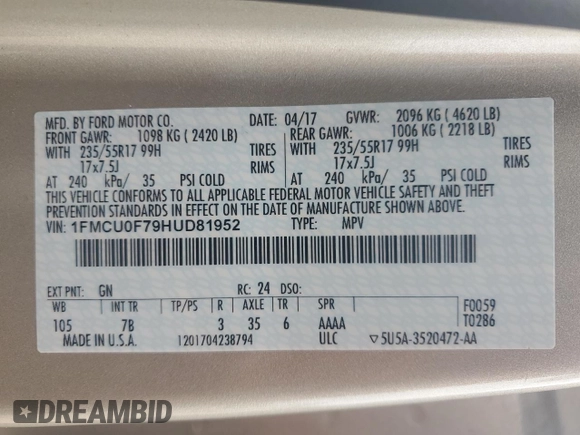 MFD. BY FORD MOTOR CO. DATE: 04/17 GVWR: 2096 KG ( 4620 LB)
FRONT GAWR: 1098 KG ( 2420 LB) REAR GAWR: 1006 KG ( 2218 LB)
WITH 235/55R17 99H TIRES WITH 235/55R17 99H TIRES
17x7.5J RIMS 17x7.5J RIMS
AT 240 kPa/ 35 PSI COLD AT 240 kPa/ 35 PSI COLD
THIS VEHICLE CONFORMS TO ALL APPLICABLE FEDERAL MOTOR VEHICLE SAFETY AND THEFT
PREVENTION STANDARDS IN EFFECT ON THE DATE OF MANUFACTURE SHOWN ABOVE.
VIN: 1FMCU0F79HUD81952 TYPE: MPV
EXT PNT: GN RC: 24 DSO:
WB INT TR TP/PS R AXLE TR SPR F0059
105 7B 3 35 6 AAAA T0286
MADE IN U.S.A. 1201704238794 ULC ▽5U5A-3520472-AA
DREAMBID